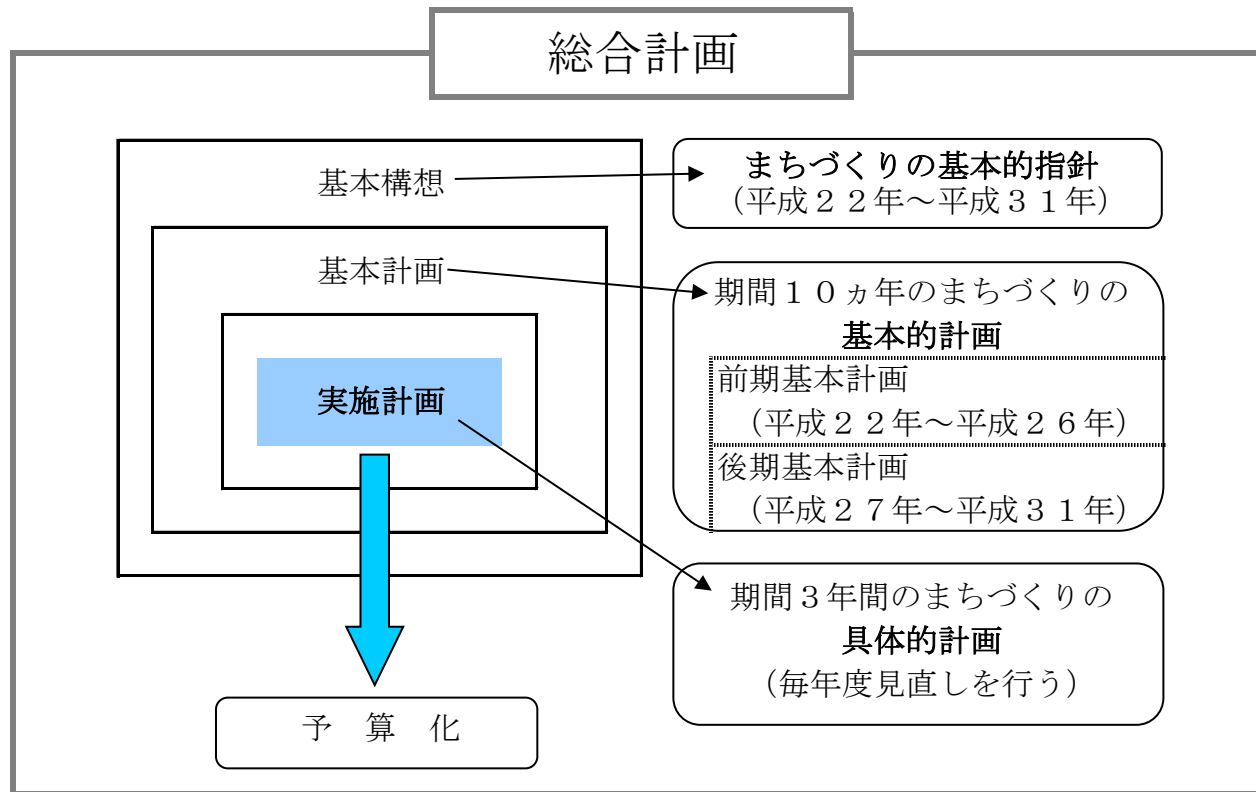 総合計画
基本構想
まちづくりの基本的指針
(平成２２年～平成３１年)
基本計画
期間１０ヵ年のまちづくりの
基本的計画
前期基本計画
(平成２２年～平成２６年)
後期基本計画
(平成２７年～平成３１年)
実施計画
期間３年間のまちづくりの
具体的計画
(毎年度見直しを行う)
予　算　化